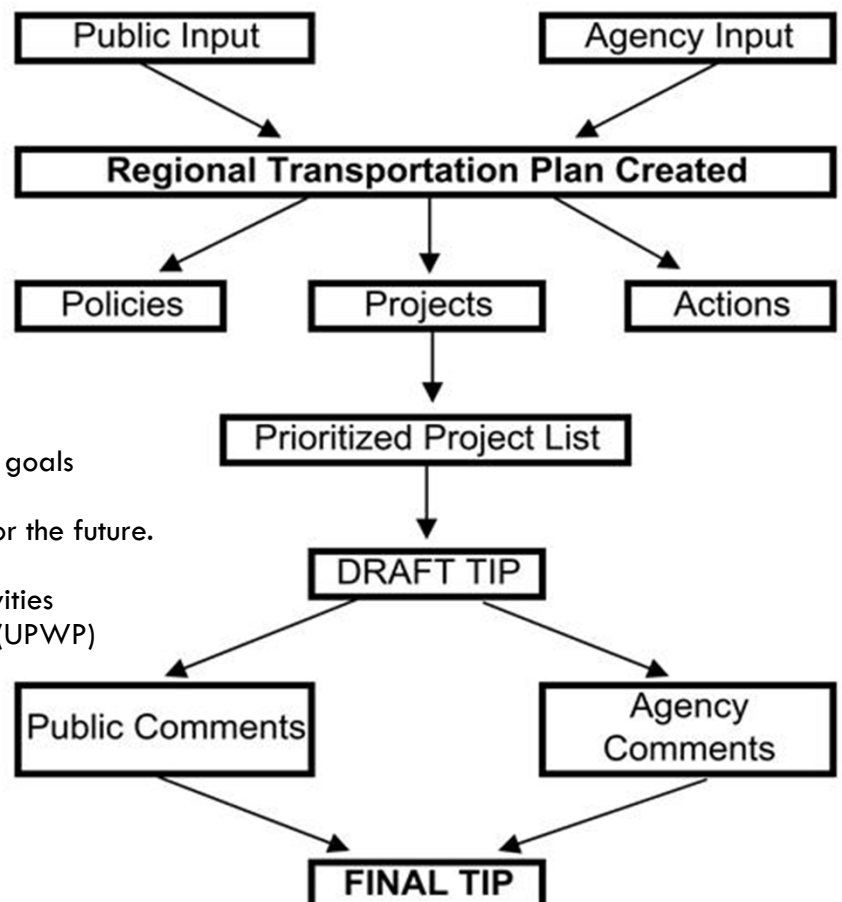 Public Input
Agency Input
Regional Transportation Plan Created
Policies
Projects
Actions
Prioritized Project List
goals
or the future.
DRAFT TIP
vities
(UPWP)
Public Comments
Agency
Comments
FINAL TIP